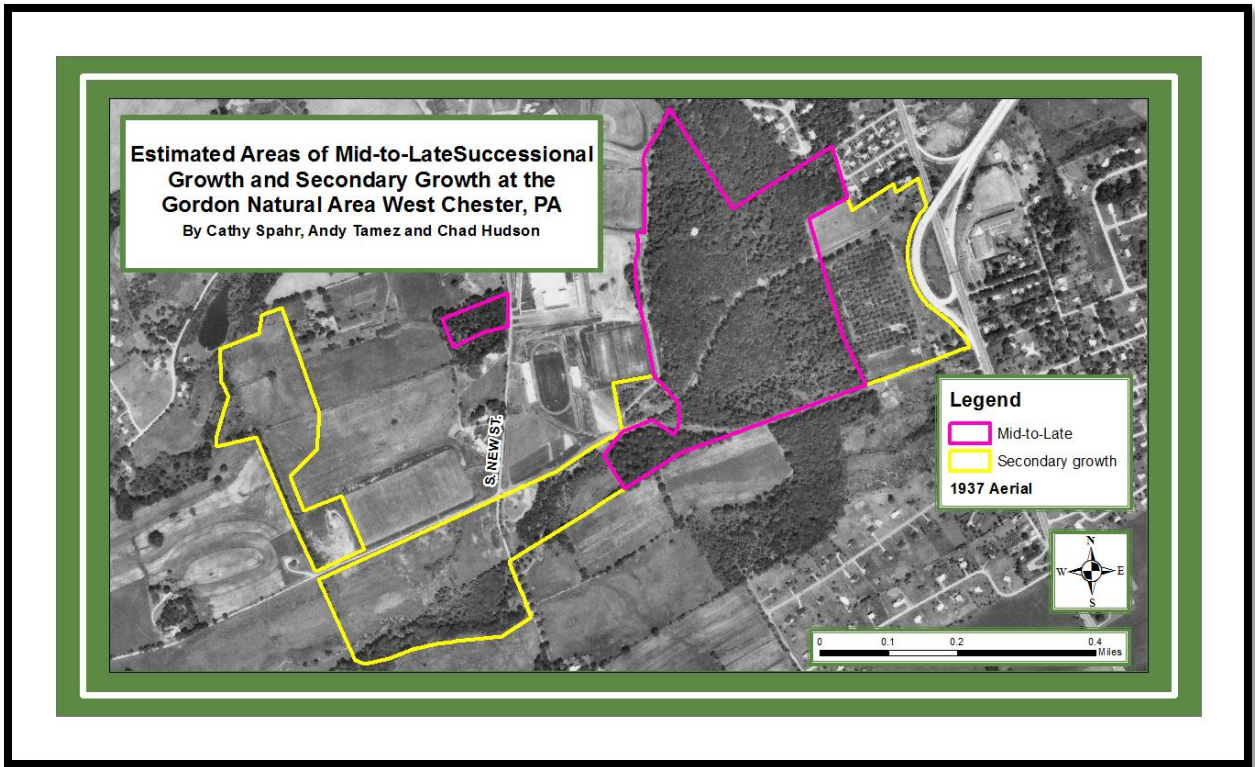 Estimated Areas of Mid-to-LateSuccessional
Growth and Secondary Growth at the
Gordon Natural Area West Chester, PA
By Cathy Spahr, Andy Tamez and Chad Hudson
S. NEW ST.
Legend
Mid-to-Late
Secondary growth
1937 Aerial
N
W E
S
0 0.1 0.2 0.4
Miles